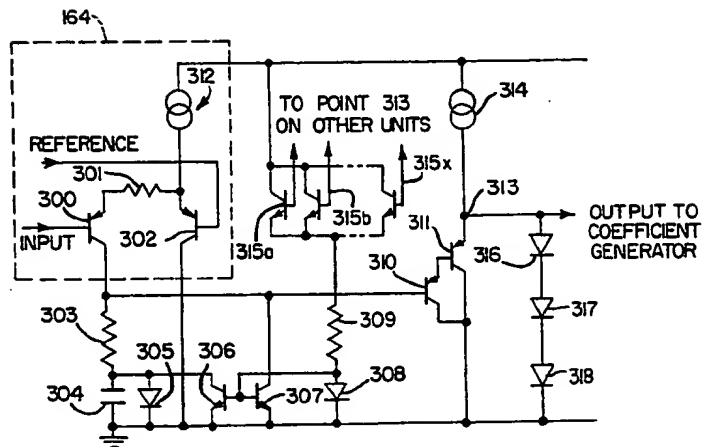 164
312
314
TO POINT 313
ON OTHER UNITS
REFERENCE
301
315x
313
300
311
OUTPUT TO
COEFFICIENT
GENERATOR
INPUT
302
315a
315b
316
310
303
309
317
305
306
308
304
307
318